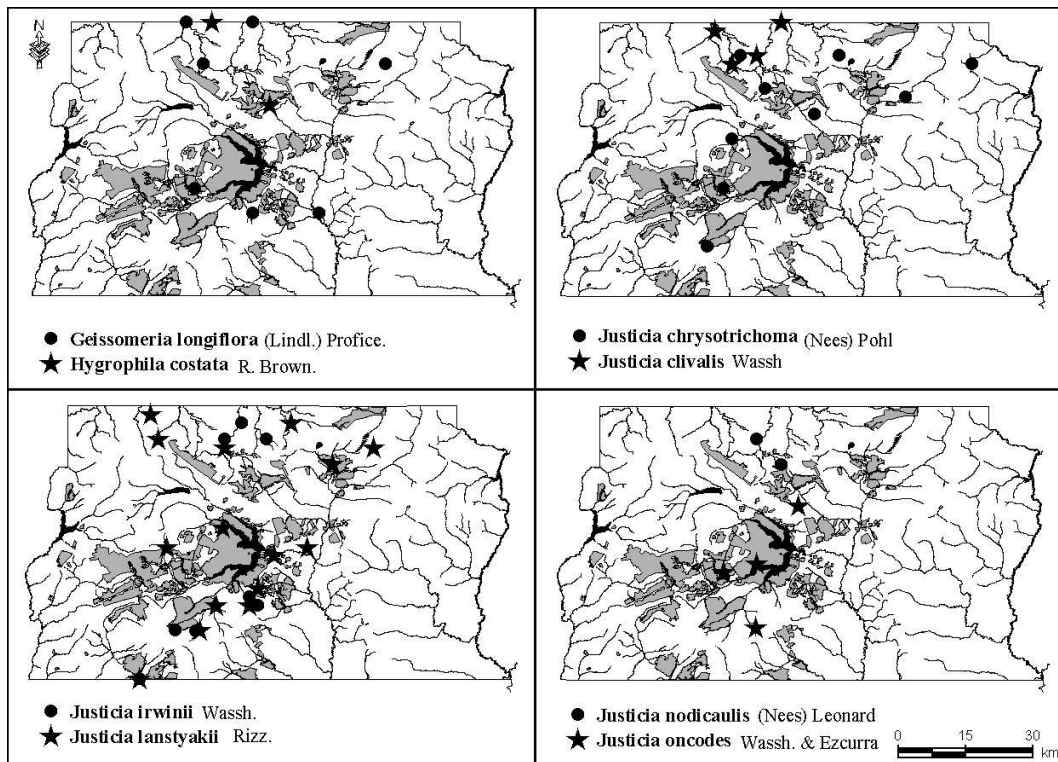 N
● Geissomeria longiflora (Lindl.) Profice.
★ Hygrophila costata R. Brown.
● Justicia chrysotrichoma (Nees) Pohl
★ Justicia clivalis Wassh
● Justicia irwinii Wassh.
★ Justicia lanstyakii Rizz.
● Justicia nodicaulis (Nees) Leonard
★ Justicia oncodes Wassh. & Ezcurra
0 15 30
km